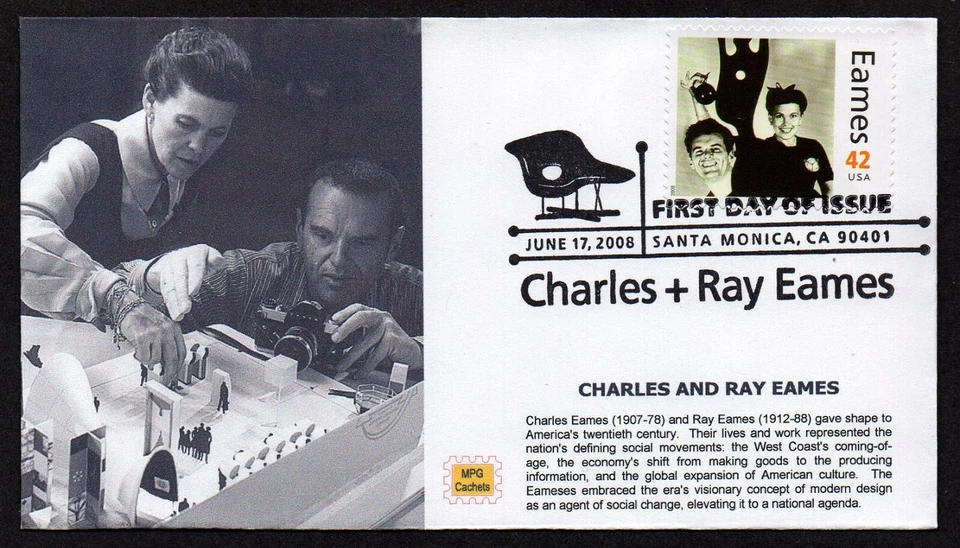 Eames
42
USA
2008
FIRST DAY OF ISSUE
JUNE 17, 2008
SANTA MONICA, CA 90401
Charles + Ray Eames
CHARLES AND RAY EAMES
Charles Eames (1907-78) and Ray Eames (1912-88) gave shape to
America's twentieth century. Their lives and work represented the
nation's defining social movements: the West Coast's coming-of-
age, the economy's shift from making goods to the producing
information, and the global expansion of American culture. The
Eameses embraced the era's visionary concept of modern design
as an agent of social change, elevating it to a national agenda.
MPG
Cachets